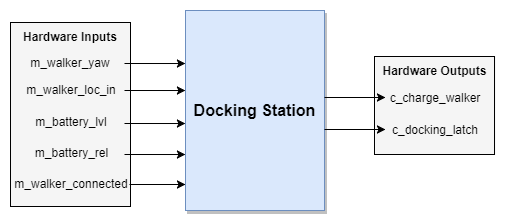 Hardware Inputs
m_walker_yaw
m_walker_loc_in
m_battery_lvl
m_battery_rel
m_walker_connected
Docking Station
Hardware Outputs
c_charge_walker
c_docking_latch